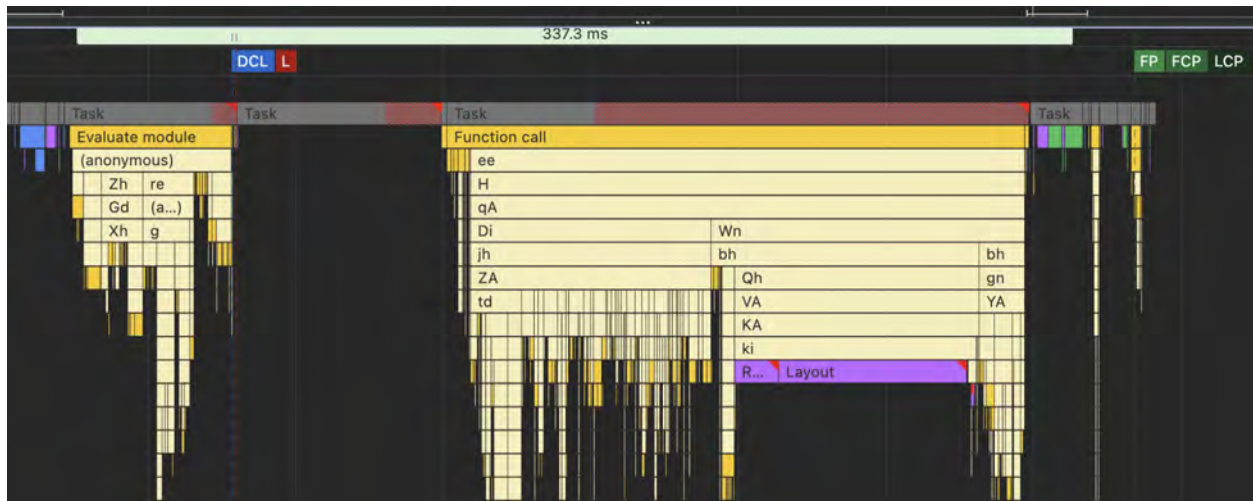 ...
337.3 ms
DCL L FP FCP LCP
Task Task Task Task
Evaluate module Function call
(anonymous) ee
Zh re H
Gd (a...) qA
Xh g Di Wn
jh bh bh
ZA Qh gn
td VA YA
KA
ki
R... Layout